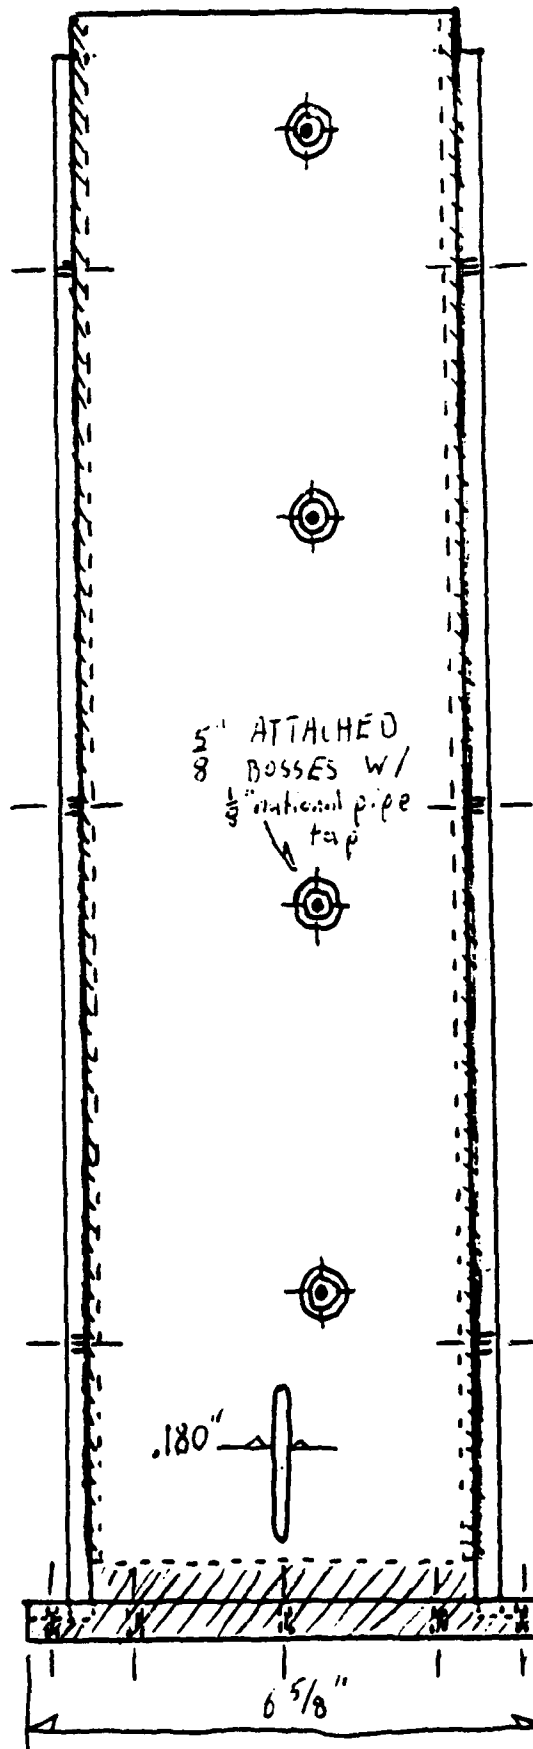 5" ATTACHED
8 BOSSES W/
1/8" national pipe
tap
.180"
6 5/8"